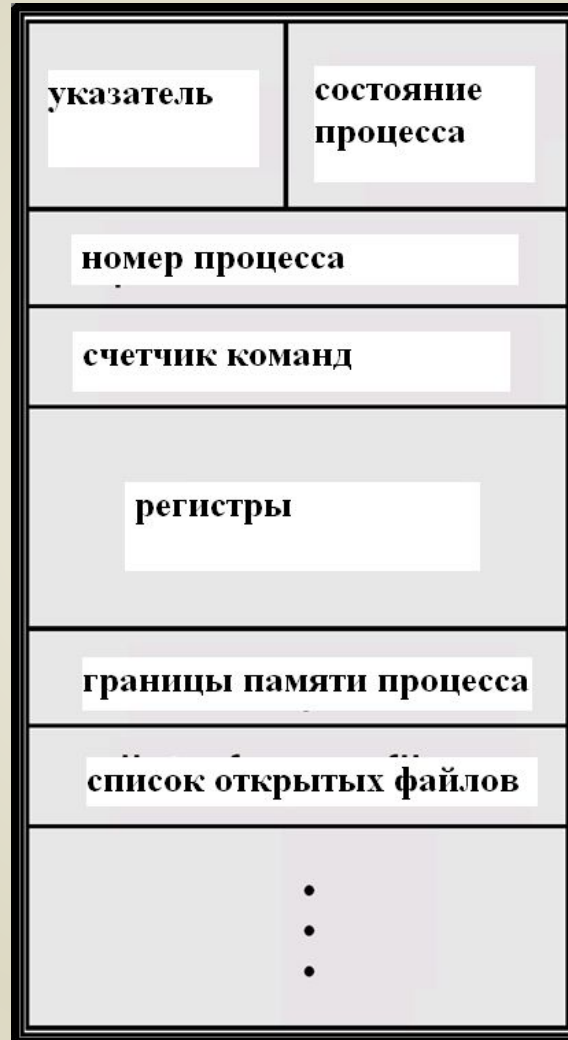 указатель
состояние
процесса
номер процесса
счетчик команд
регистры
границы памяти процесса
список открытых файлов